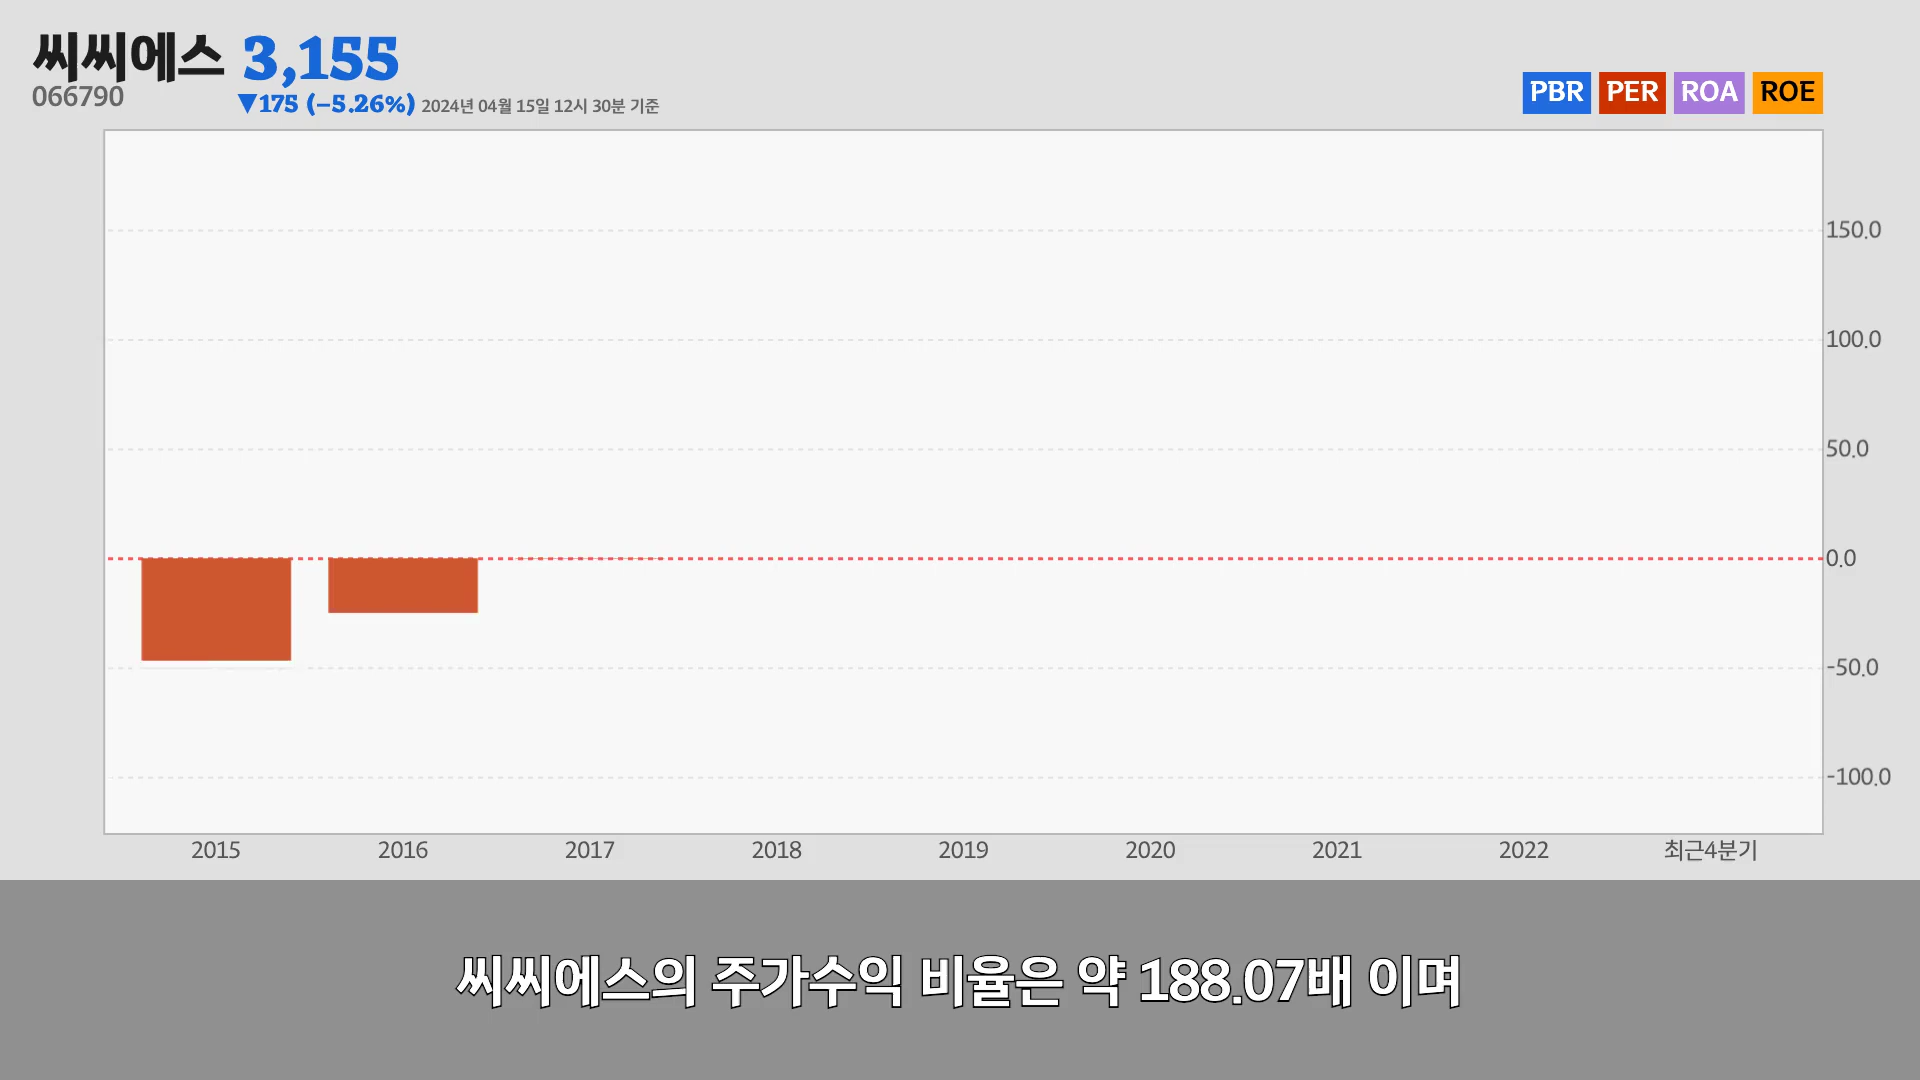 씨씨에스 3,155
066790
▼175 (−5.26%) 2024년 04월 15일 12시 30분 기준
PBR PER ROA ROE
150.0
100.0
50.0
0.0
-50.0
-100.0
2015 2016 2017 2018 2019 2020 2021 2022 최근4분기
씨씨에스의 주가수익 비율은 약 188.07배 이며